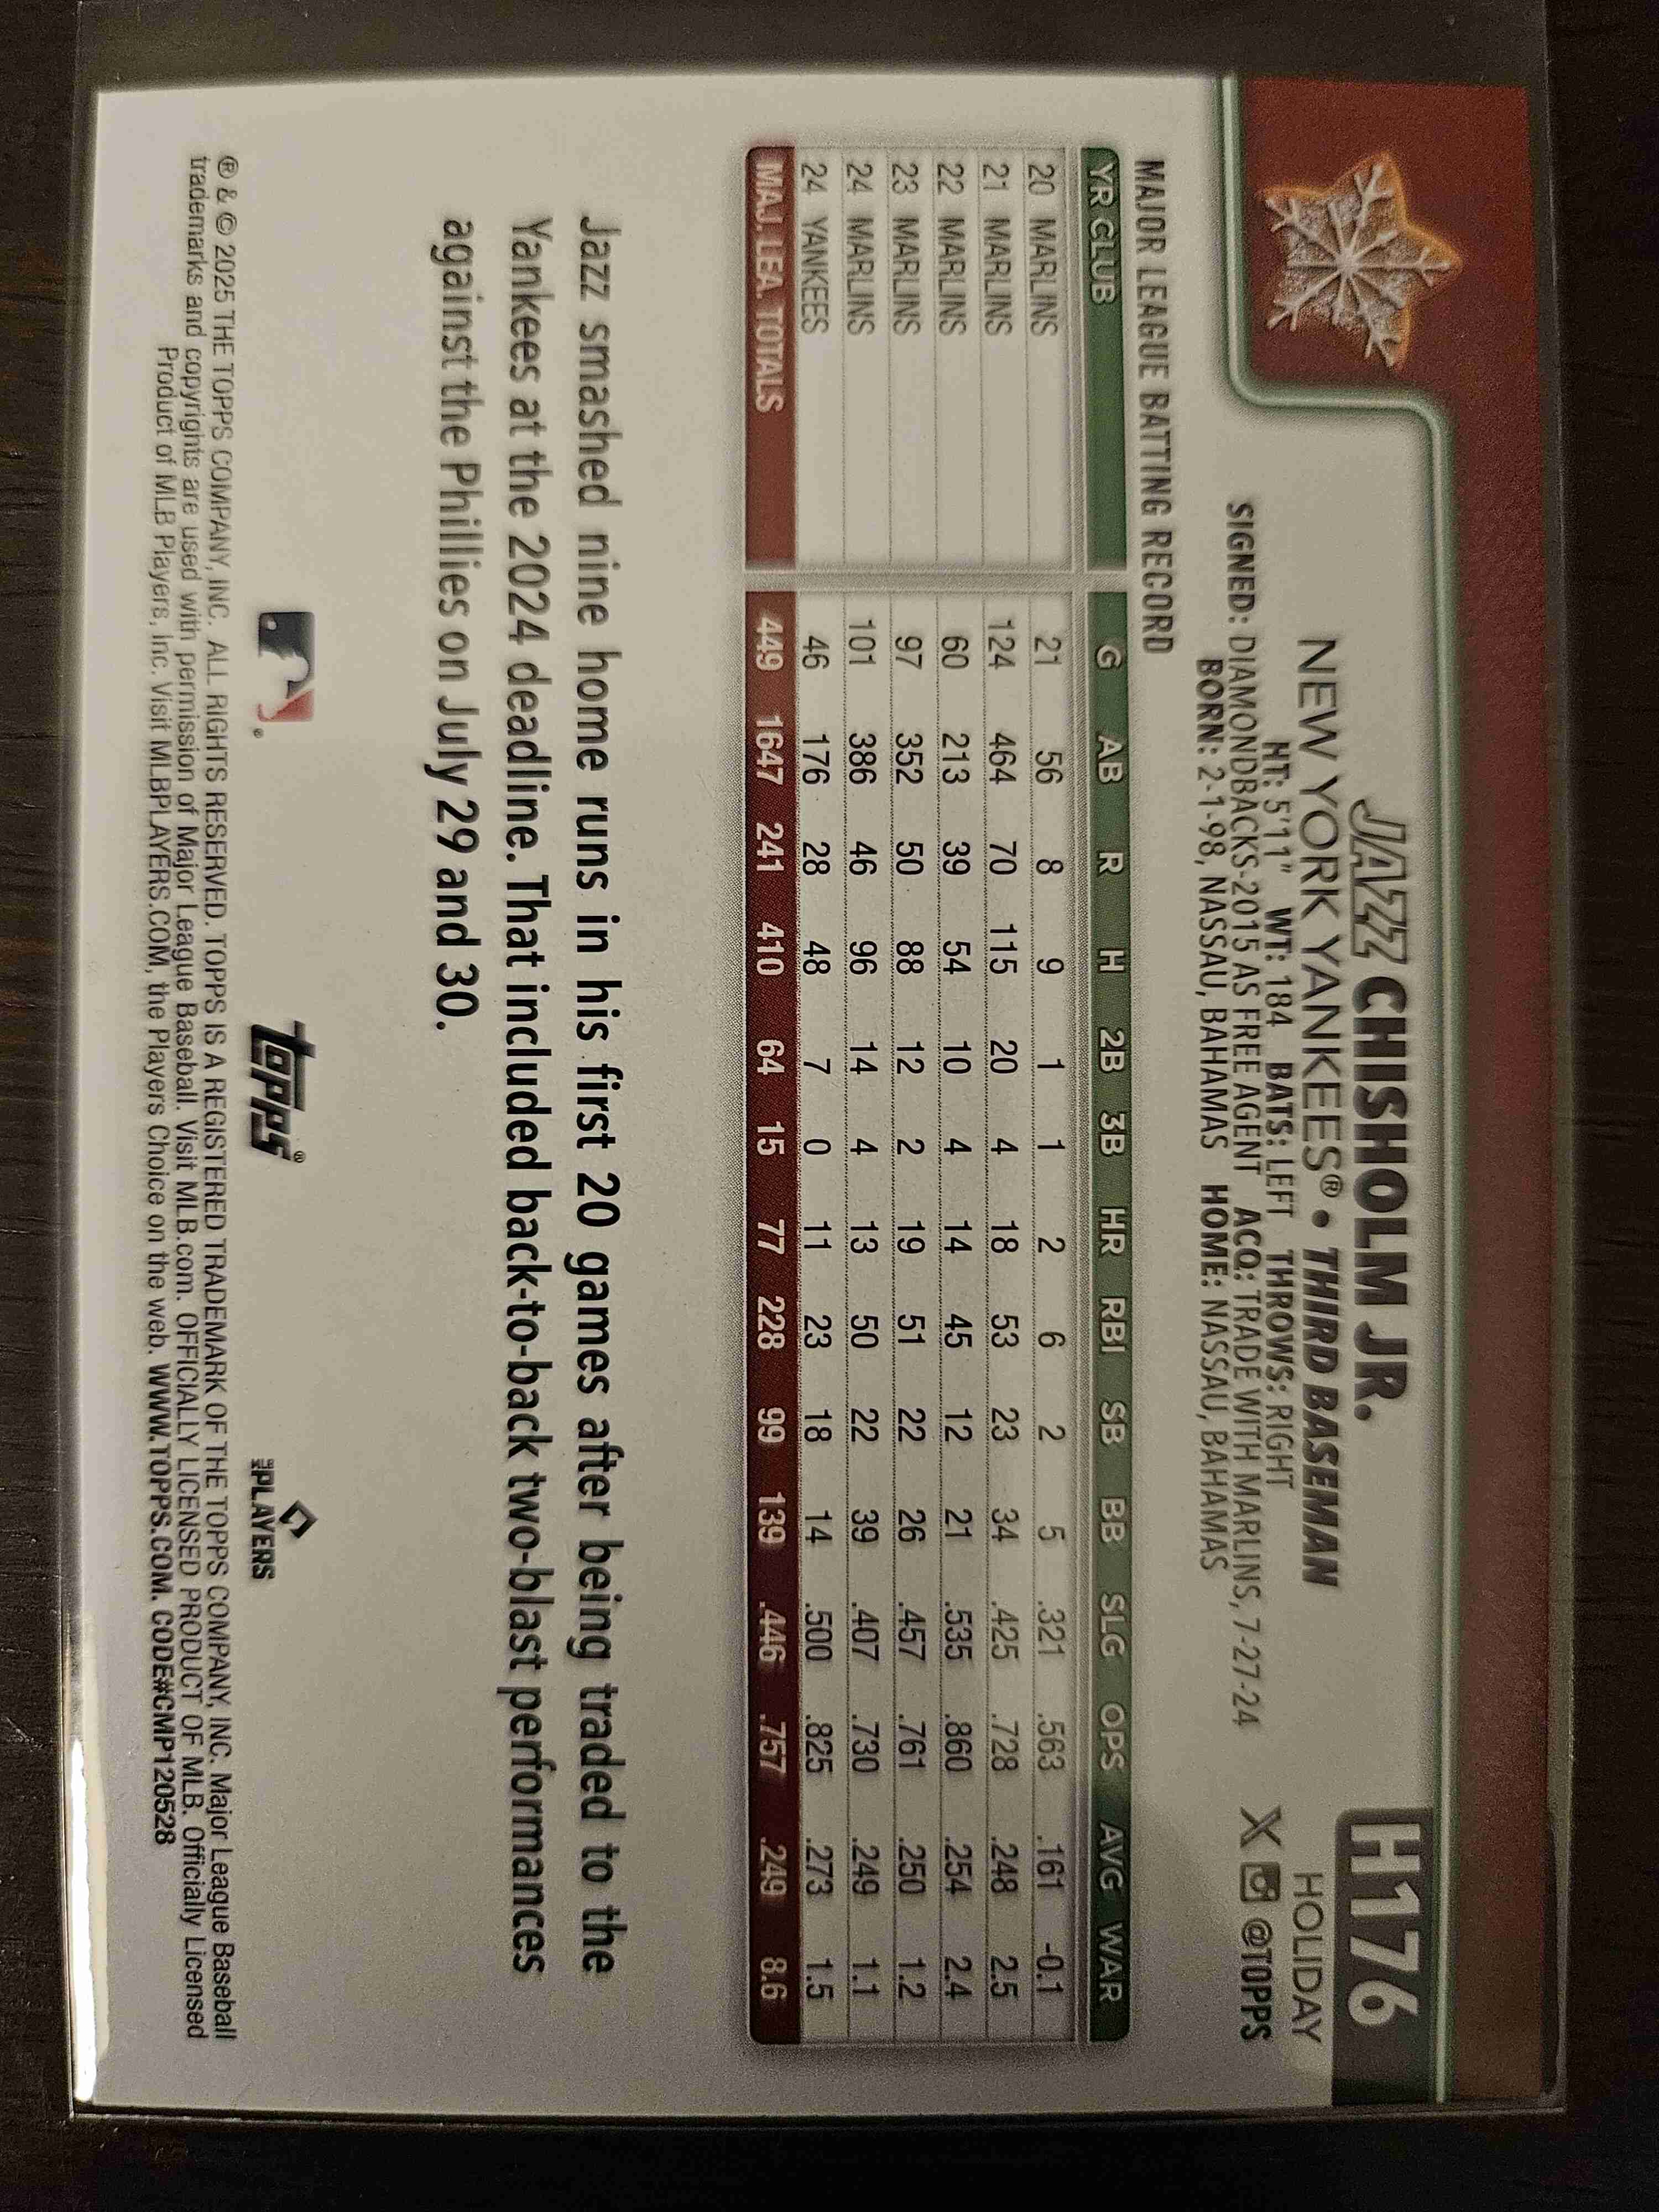 H176
JAZZ CHISHOLM JR.
HOLIDAY
NEW YORK YANKEES® • THIRD BASEMAN
X @TOPPS
HT: 5'11" WT: 184 BATS: LEFT THROWS: RIGHT
SIGNED: DIAMONDBACKS-2015 AS FREE AGENT ACQ: TRADE WITH MARLINS, 7-27-24
BORN: 2-1-98, NASSAU, BAHAMAS HOME: NASSAU, BAHAMAS
MAJOR LEAGUE BATTING RECORD
YR CLUB G AB R H 2B 3B HR RBI SB BB SLG OPS AVG WAR
20 MARLINS 21 56 8 9 1 1 2 6 2 5 .321 .563 .161 -0.1
21 MARLINS 124 464 70 115 20 4 18 53 23 34 .425 .728 .248 2.5
22 MARLINS 60 213 39 54 10 4 14 45 12 21 .535 .860 .254 2.4
23 MARLINS 97 352 50 88 12 2 19 51 22 26 .457 .761 .250 1.2
24 MARLINS 101 386 46 96 14 4 13 50 22 39 .407 .730 .249 1.1
24 YANKEES 46 176 28 48 7 0 11 23 18 14 .500 .825 .273 1.5
MAJ. LEA. TOTALS 449 1647 241 410 64 15 77 228 99 139 .446 .757 .249 8.6
Jazz smashed nine home runs in his first 20 games after being traded to the
Yankees at the 2024 deadline. That included back-to-back two-blast performances
against the Phillies on July 29 and 30.
topps®
MLB PLAYERS
® & © 2025 THE TOPPS COMPANY, INC. ALL RIGHTS RESERVED. TOPPS IS A REGISTERED TRADEMARK OF THE TOPPS COMPANY, INC. Major League Baseball
trademarks and copyrights are used with permission of Major League Baseball. Visit MLB.com. OFFICIALLY LICENSED PRODUCT OF MLB. Officially Licensed
Product of MLB Players, Inc. Visit MLBPLAYERS.COM, the Players Choice on the web. WWW.TOPPS.COM. CODE#CMP120528